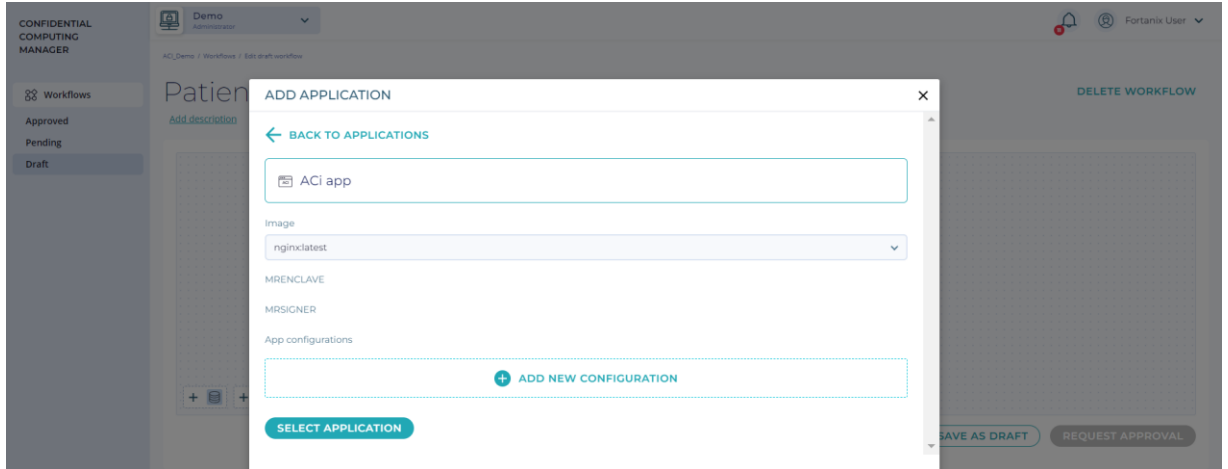 CONFIDENTIAL
COMPUTING
MANAGER
Demo
Administrator
Fortanix User
ACI_Demo / Workflows / Edit draft workflow
Workflows
Approved
Pending
Draft
Patien
Add description
DELETE WORKFLOW
ADD APPLICATION
BACK TO APPLICATIONS
ACi app
Image
nginx:latest
MRENCLAVE
MRSIGNER
App configurations
ADD NEW CONFIGURATION
SELECT APPLICATION
SAVE AS DRAFT
REQUEST APPROVAL